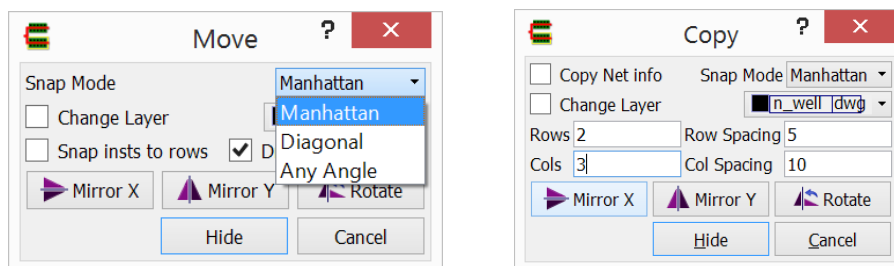 Move ? ×
Snap Mode Manhattan
Change Layer Manhattan
Snap insts to rows D Diagonal
Any Angle
Mirror X Mirror Y Rotate
Hide Cancel
Copy ? ×
Copy Net info Snap Mode Manhattan
Change Layer n_well dwg
Rows 2 Row Spacing 5
Cols 3 Col Spacing 10
Mirror X Mirror Y Rotate
Hide Cancel